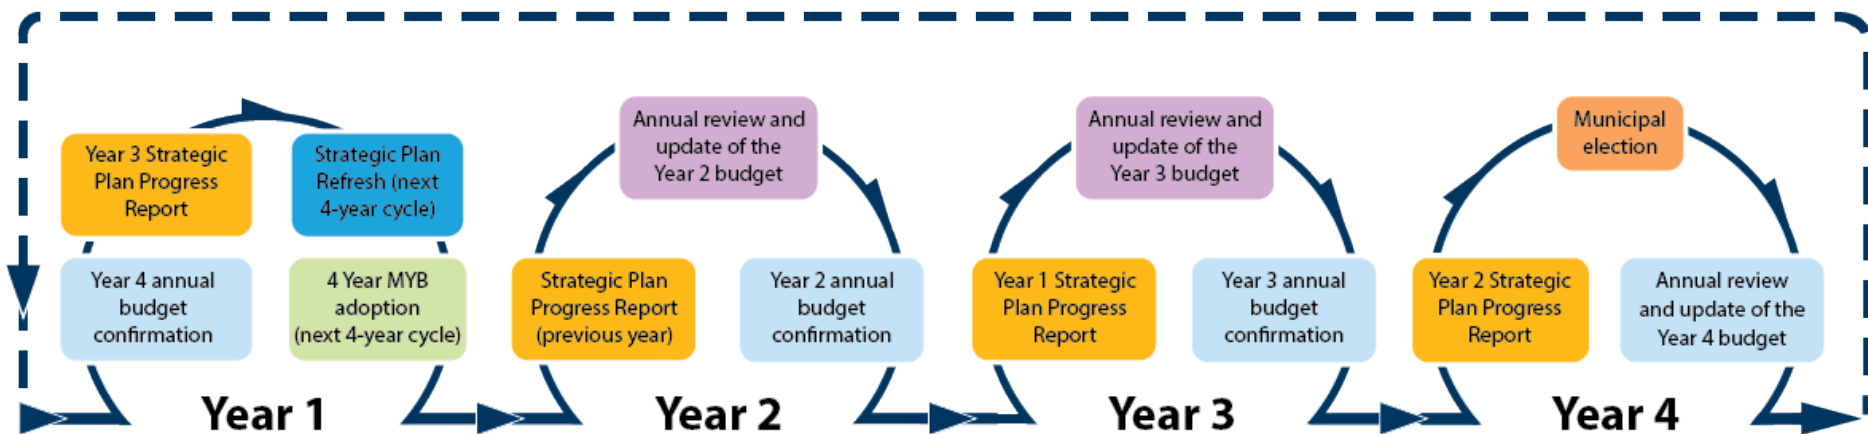 Year 3 Strategic
Plan Progress
Report
Strategic Plan
Refresh (next
4-year cycle)
Year 4 annual
budget
confirmation
4 Year MYB
adoption
(next 4-year cycle)
Year 1
Annual review and
update of the
Year 2 budget
Strategic Plan
Progress Report
(previous year)
Year 2 annual
budget
confirmation
Year 2
Annual review and
update of the
Year 3 budget
Year 1 Strategic
Plan Progress
Report
Year 3 annual
budget
confirmation
Year 3
Municipal
election
Year 2 Strategic
Plan Progress
Report
Annual review
and update of the
Year 4 budget
Year 4